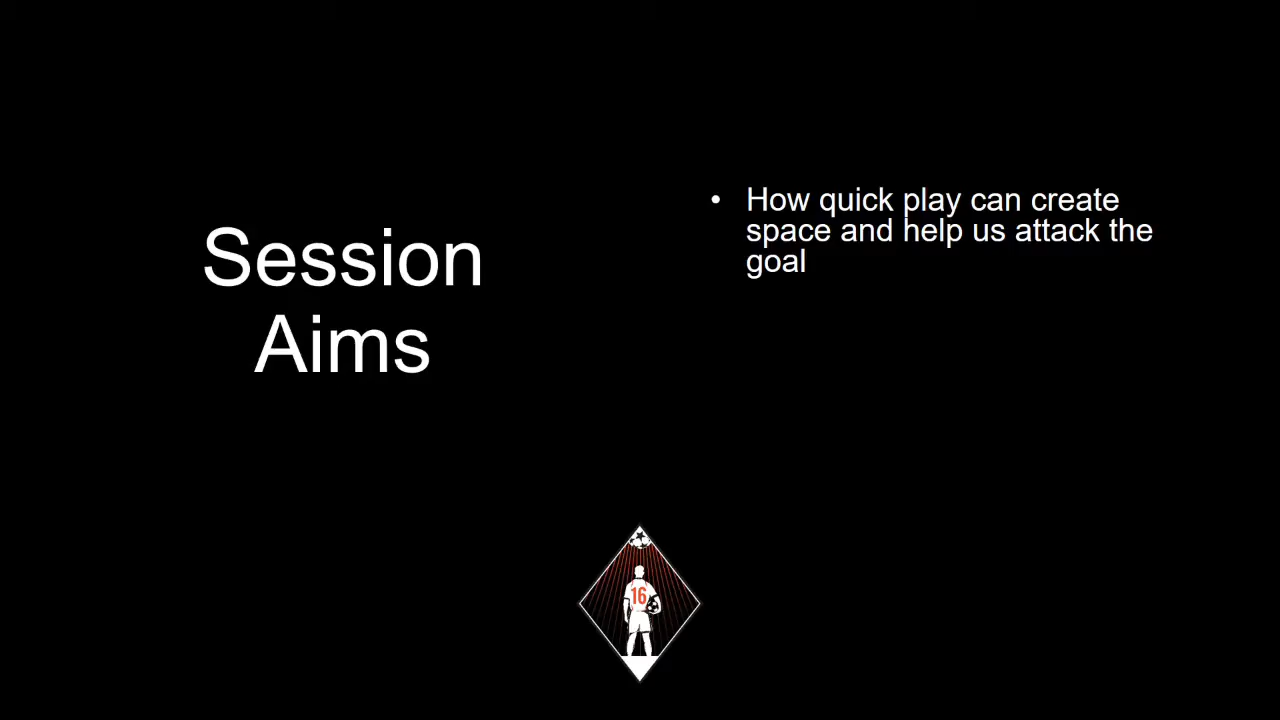 Session
Aims
• How quick play can create
space and help us attack the
goal
16